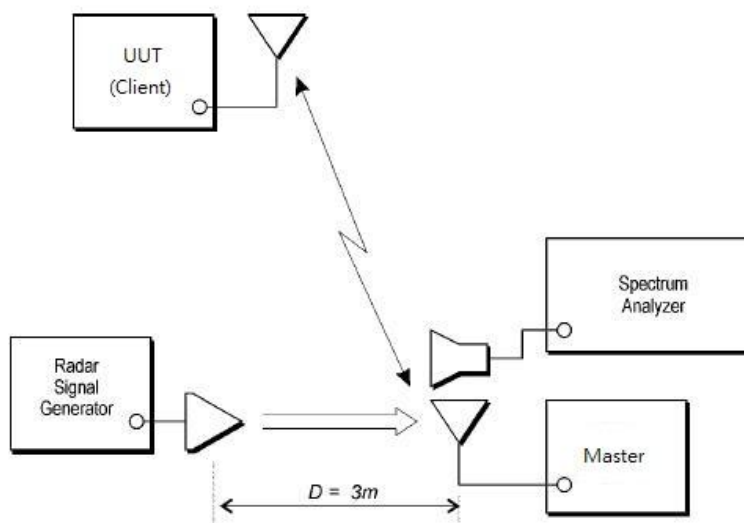 UUT
(Client)
Spectrum
Analyzer
Radar
Signal
Generator
Master
D = 3m